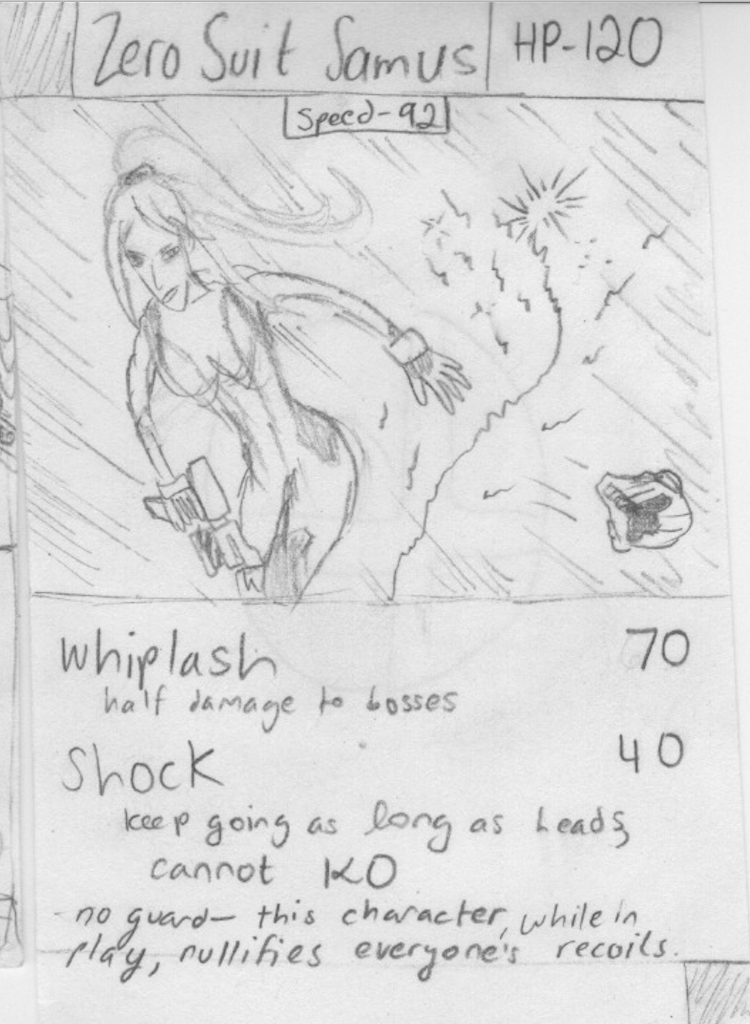 Zero Suit Samus
HP-120
Speed-92
Whiplash 70
half damage to bosses
Shock 40
keep going as long as heads
cannot KO
no guard- this character, while in
play, nullifies everyone's recoils.